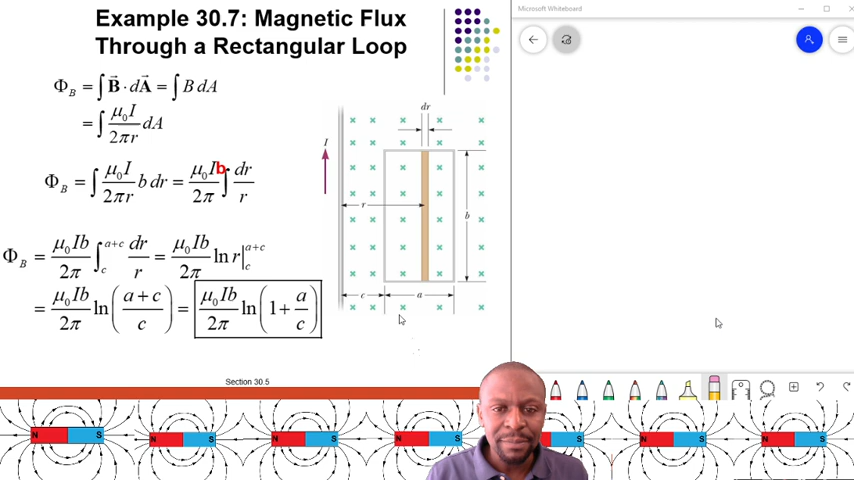 Example 30.7: Magnetic Flux
Through a Rectangular Loop
Φ_B = ∫ B⃗ · dA⃗ = ∫ B dA
= ∫ μ₀I / 2πr dA
Φ_B = ∫ μ₀I / 2πr b dr = μ₀Ib / 2π ∫ dr / r
Φ_B = μ₀Ib / 2π ∫_c^{a+c} dr / r = μ₀Ib / 2π ln r |_c^{a+c}
= μ₀Ib / 2π ln( a + c / c ) = μ₀Ib / 2π ln( 1 + a / c )
dr
I
r
b
c
a
Section 30.5
Microsoft Whiteboard
N S
N S
N S
N S
S
N S
N S